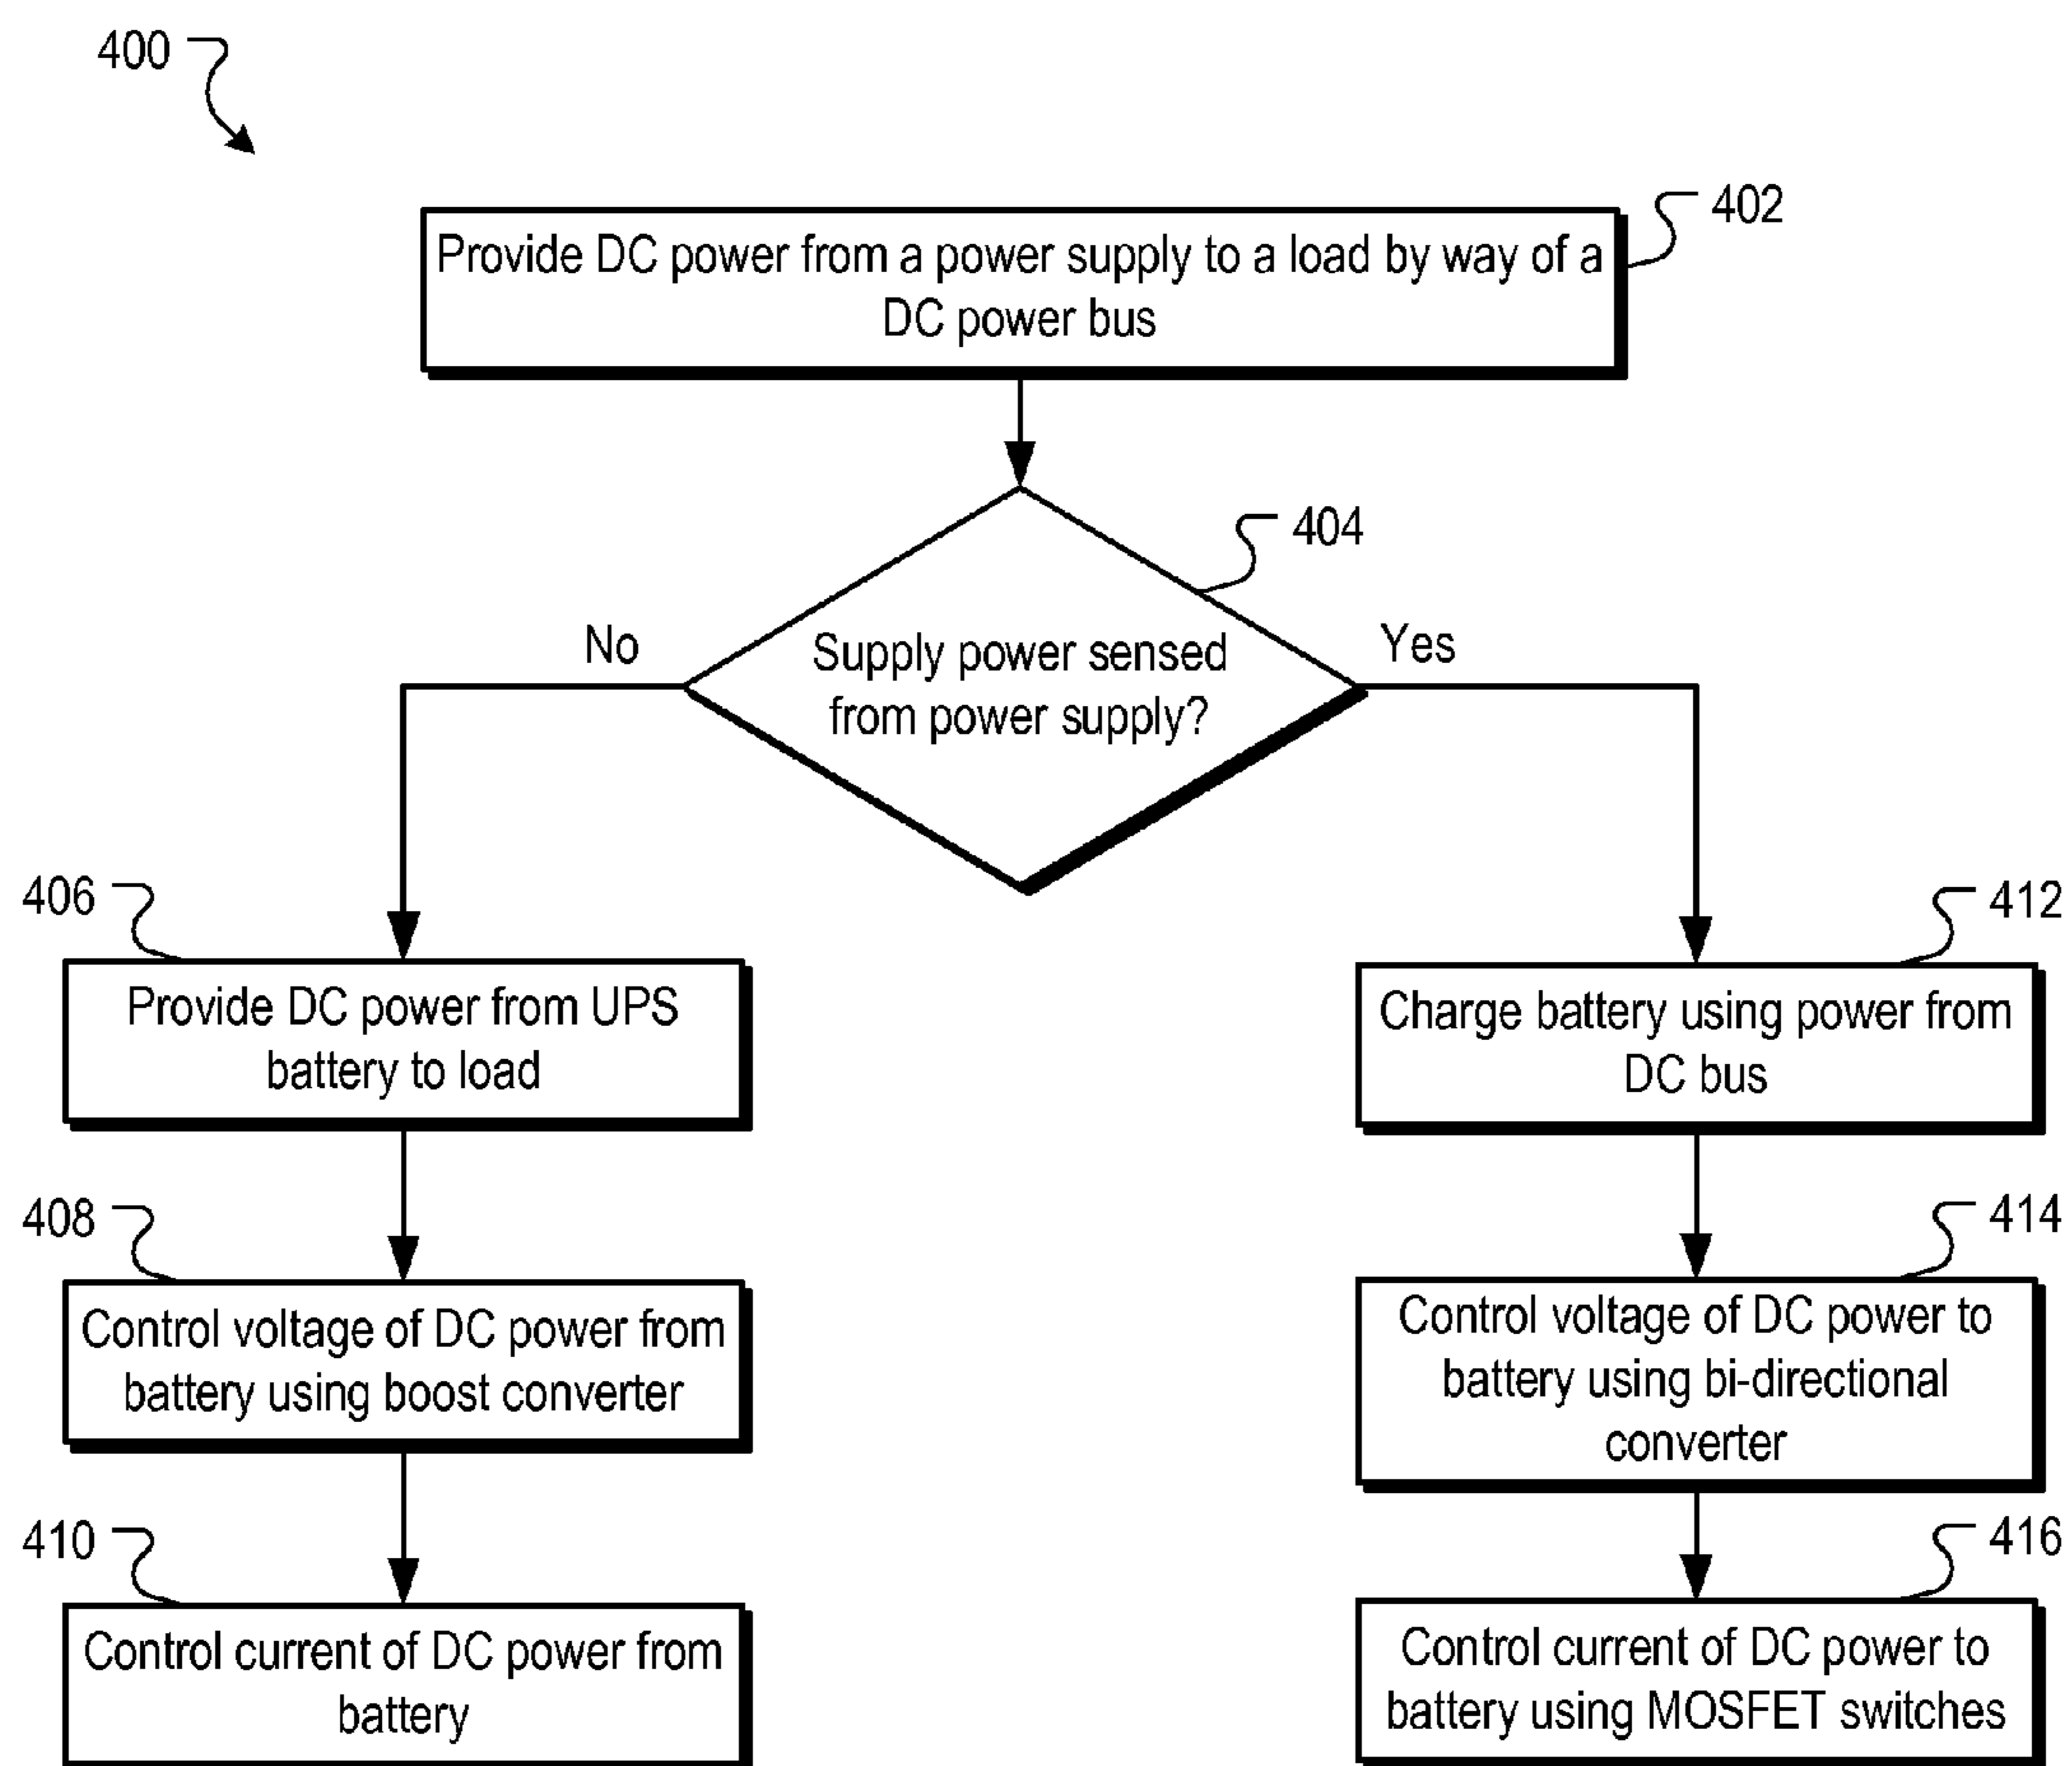 400
402
Provide DC power from a power supply to a load by way of a
DC power bus
404
No
Yes
Supply power sensed
from power supply?
406
Provide DC power from UPS
battery to load
412
Charge battery using power from
DC bus
408
Control voltage of DC power from
battery using boost converter
414
Control voltage of DC power to
battery using bi-directional
converter
410
Control current of DC power from
battery
416
Control current of DC power to
battery using MOSFET switches